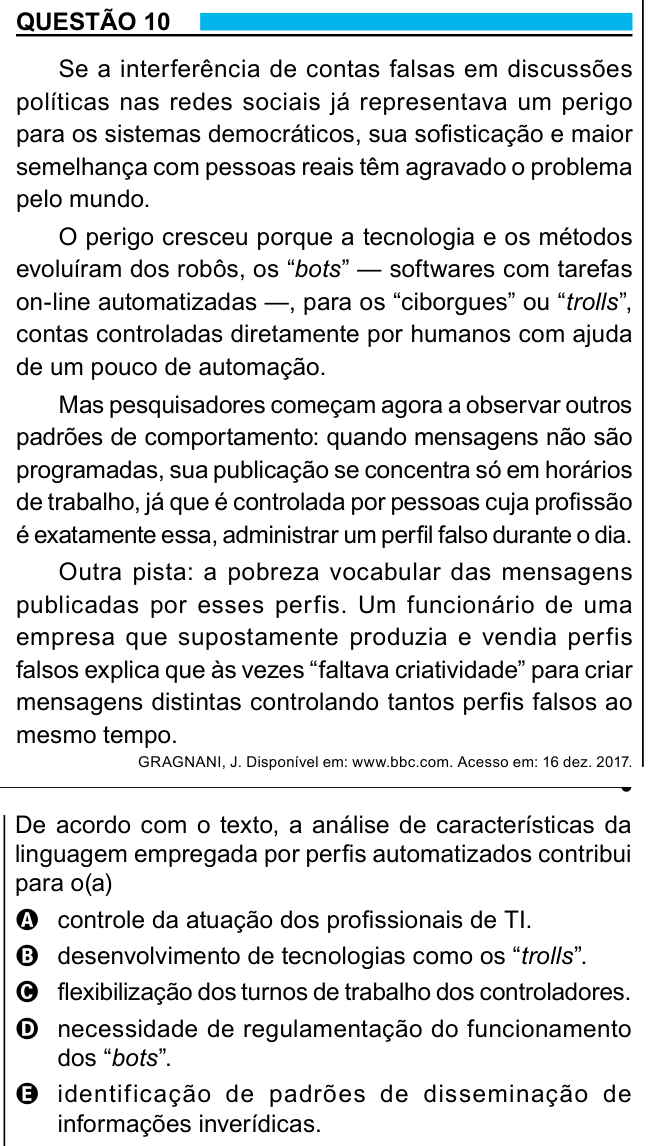 QUESTÃO 10
Se a interferência de contas falsas em discussões
políticas nas redes sociais já representava um perigo
para os sistemas democráticos, sua sofisticação e maior
semelhança com pessoas reais têm agravado o problema
pelo mundo.
O perigo cresceu porque a tecnologia e os métodos
evoluíram dos robôs, os “bots” — softwares com tarefas
on-line automatizadas —, para os “ciborgues” ou “trolls”,
contas controladas diretamente por humanos com ajuda
de um pouco de automação.
Mas pesquisadores começam agora a observar outros
padrões de comportamento: quando mensagens não são
programadas, sua publicação se concentra só em horários
de trabalho, já que é controlada por pessoas cuja profissão
é exatamente essa, administrar um perfil falso durante o dia.
Outra pista: a pobreza vocabular das mensagens
publicadas por esses perfis. Um funcionário de uma
empresa que supostamente produzia e vendia perfis
falsos explica que às vezes “faltava criatividade” para criar
mensagens distintas controlando tantos perfis falsos ao
mesmo tempo.
GRAGNANI, J. Disponível em: www.bbc.com. Acesso em: 16 dez. 2017.
De acordo com o texto, a análise de características da
linguagem empregada por perfis automatizados contribui
para o(a)
A controle da atuação dos profissionais de TI.
B desenvolvimento de tecnologias como os “trolls”.
C flexibilização dos turnos de trabalho dos controladores.
D necessidade de regulamentação do funcionamento
dos “bots”.
E identificação de padrões de disseminação de
informações inverídicas.